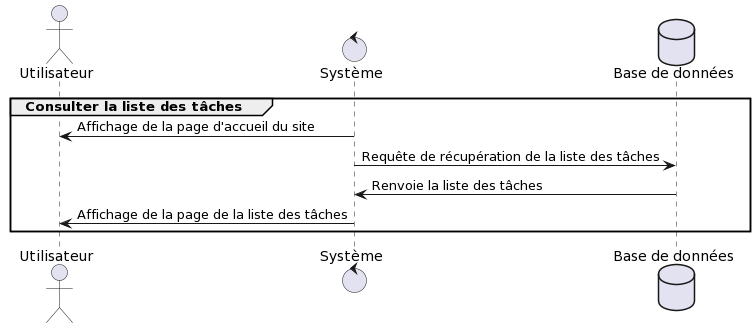 Utilisateur
Système
Base de données
Consulter la liste des tâches
Affichage de la page d'accueil du site
Requête de récupération de la liste des tâches
Renvoie la liste des tâches
Affichage de la page de la liste des tâches
Utilisateur
Système
Base de données